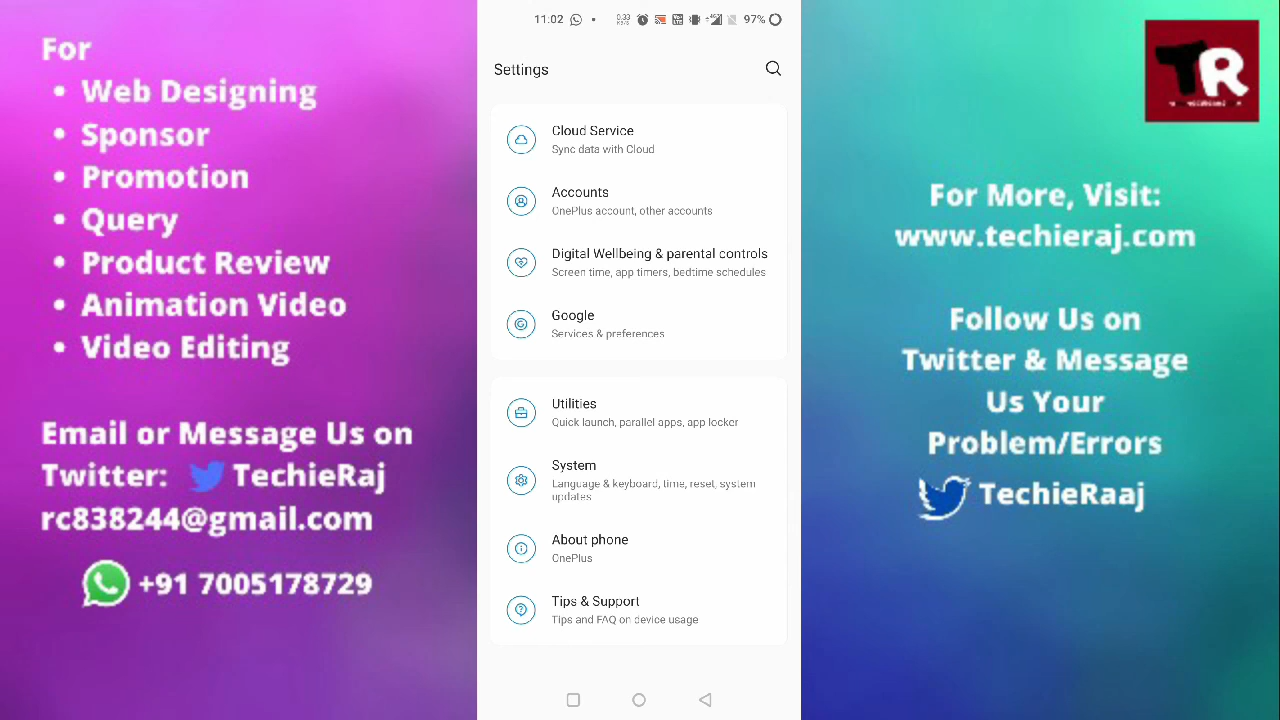 For
• Web Designing
• Sponsor
• Promotion
• Query
• Product Review
• Animation Video
• Video Editing
Email or Message Us on
Twitter: TechieRaj
rc838244@gmail.com
+91 7005178729
11.02
97%
Settings
Cloud Service
Sync data with Cloud
Accounts
OnePlus account, other accounts
Digital Wellbeing & parental controls
Screen time, app timers, bedtime schedules
Google
Services & preferences
Utilities
Quick launch, parallel apps, app locker
System
Language & keyboard, time, reset, system
updates
About phone
OnePlus
Tips & Support
Tips and FAQ on device usage
TR
For More, Visit:
www.techieraj.com
Follow Us on
Twitter & Message
Us Your
Problem/Errors
TechieRaaj